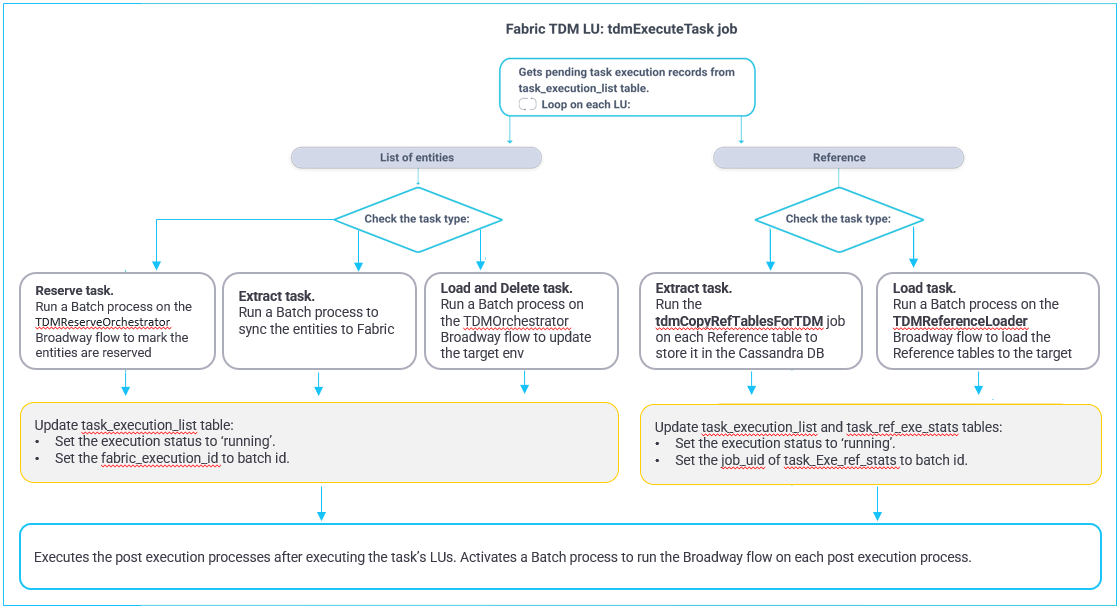 Fabric TDM LU: tdmExecuteTask job
Gets pending task execution records from
task_execution_list table.
Loop on each LU:
List of entities
Reference
Check the task type:
Check the task type:
Reserve task.
Run a Batch process on the
TDMReserveOrchestrator
Broadway flow to mark the
entities are reserved
Extract task.
Run a Batch process to
sync the entities to Fabric
Load and Delete task.
Run a Batch process on
the TDMOrchestrator
Broadway flow to update
the target env
Extract task.
Run the
tdmCopyRefTablesForTDM job
on each Reference table to
store it in the Cassandra DB
Load task.
Run a Batch process on the
TDMReferenceLoader
Broadway flow to load the
Reference tables to the target
Update task_execution_list table:
• Set the execution status to ‘running’.
• Set the fabric_execution_id to batch id.
Update task_execution_list and task_ref_exe_stats tables:
• Set the execution status to ‘running’.
• Set the job_uid of task_Exe_ref_stats to batch id.
Executes the post execution processes after executing the task’s LUs. Activates a Batch process to run the Broadway flow on each post execution process.